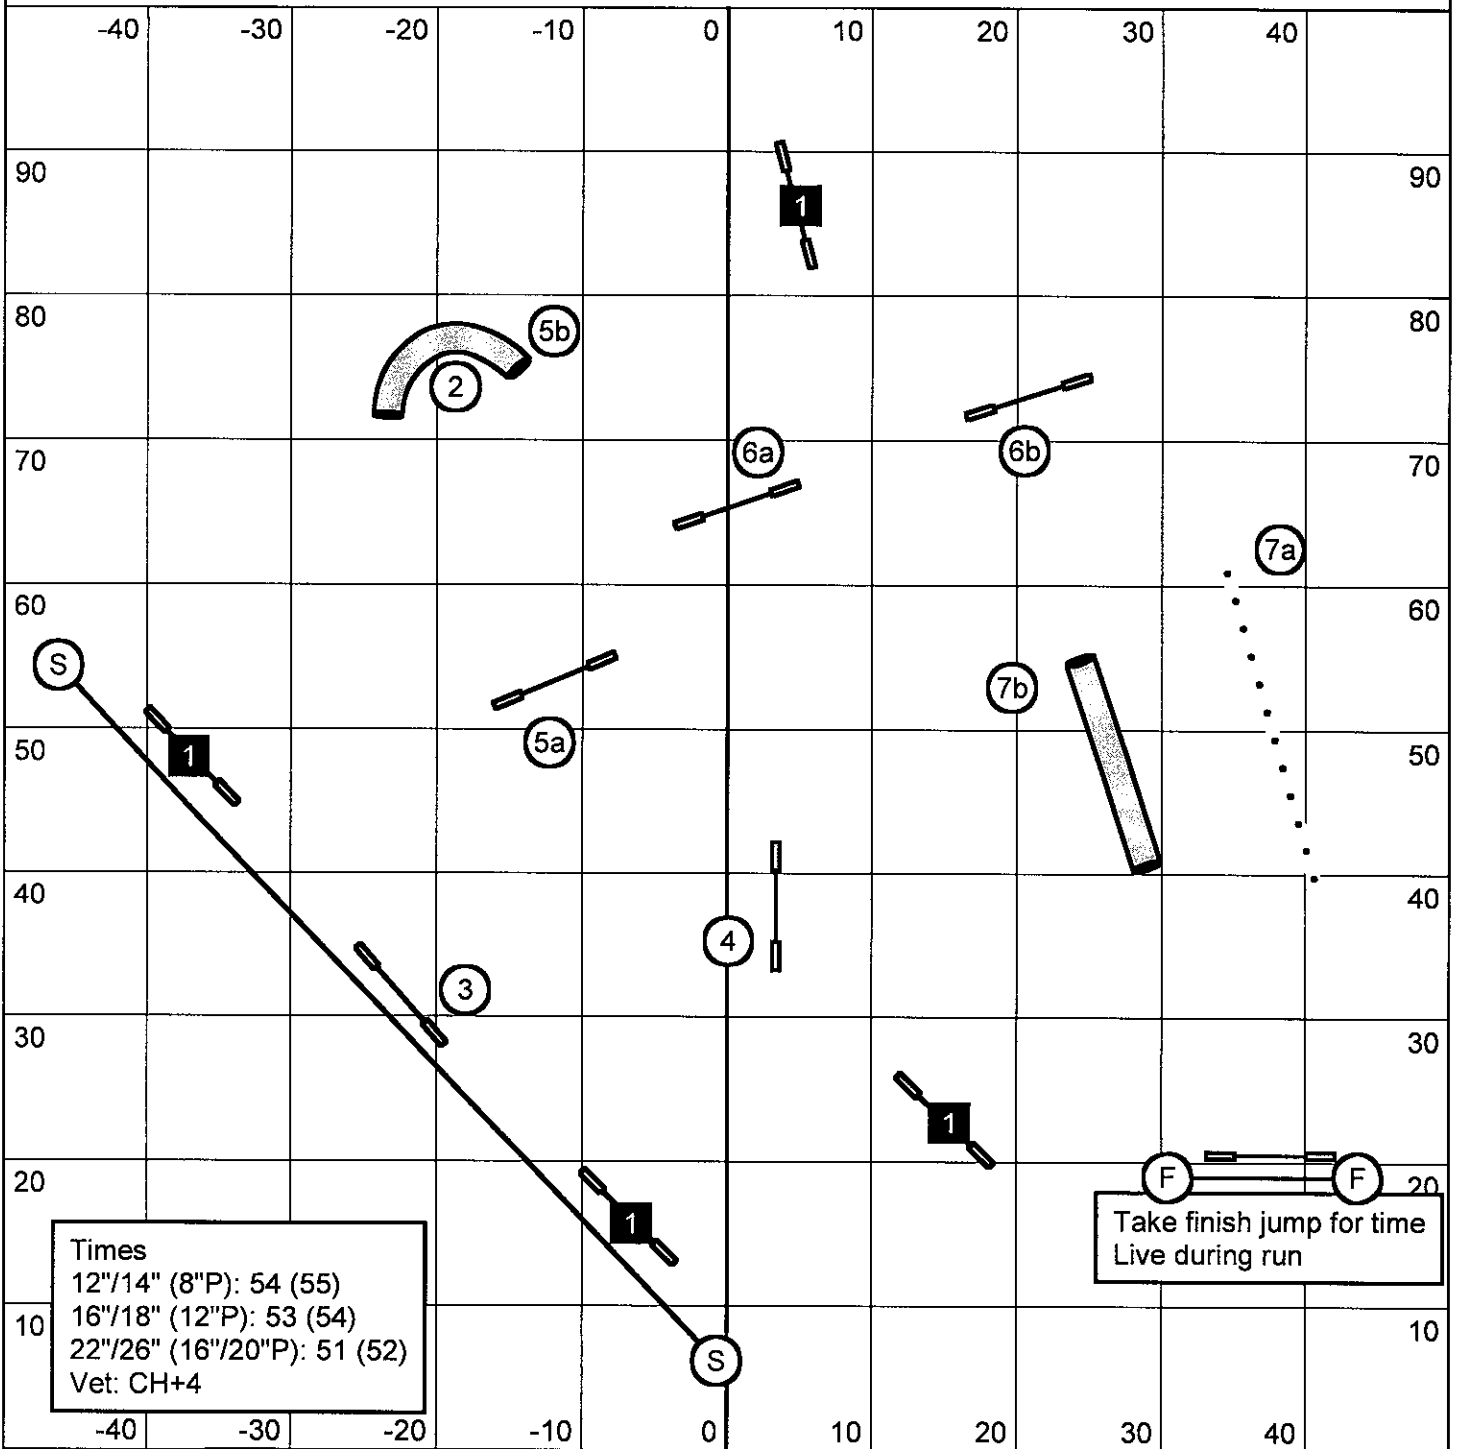 -40 -30 -20 -10 0 10 20 30 40
90 90
1
80 80
5b
2
70 70
6a 6b
7a
60 60
S
7b
50 50
1
5a
40 40
4
3
30 30
1
20 20
1
F F
Take finish jump for time
Live during run
Times
12"/14" (8"P): 54 (55)
16"/18" (12"P): 53 (54)
22"/26" (16"/20"P): 51 (52)
Vet: CH+4
10 10
S
-40 -30 -20 -10 0 10 20 30 40